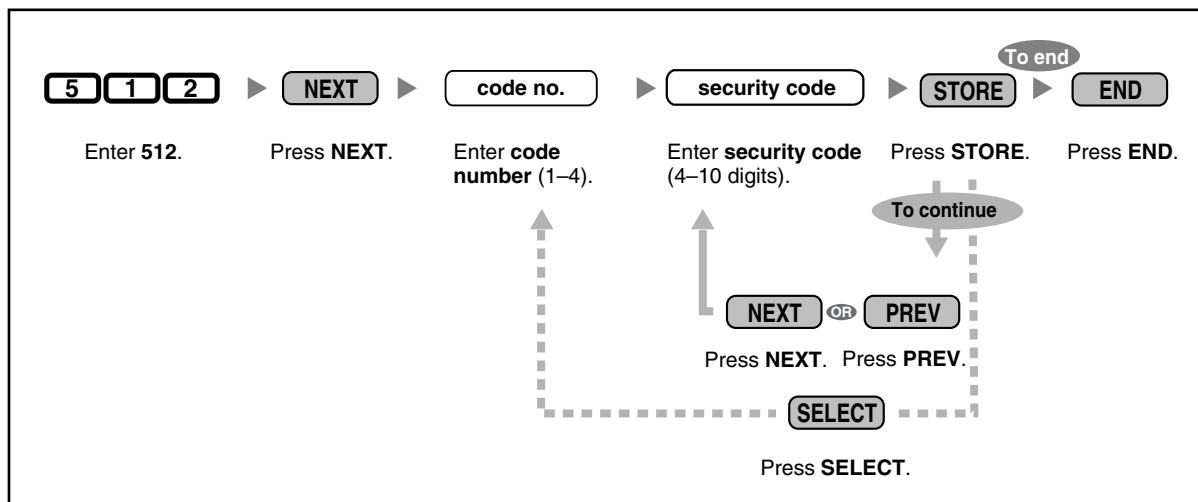 To end
5 1 2 NEXT code no. security code STORE END
Enter 512. Press NEXT. Enter code number (1–4). Enter security code (4–10 digits). Press STORE. Press END.
To continue
NEXT OR PREV
Press NEXT. Press PREV.
SELECT
Press SELECT.